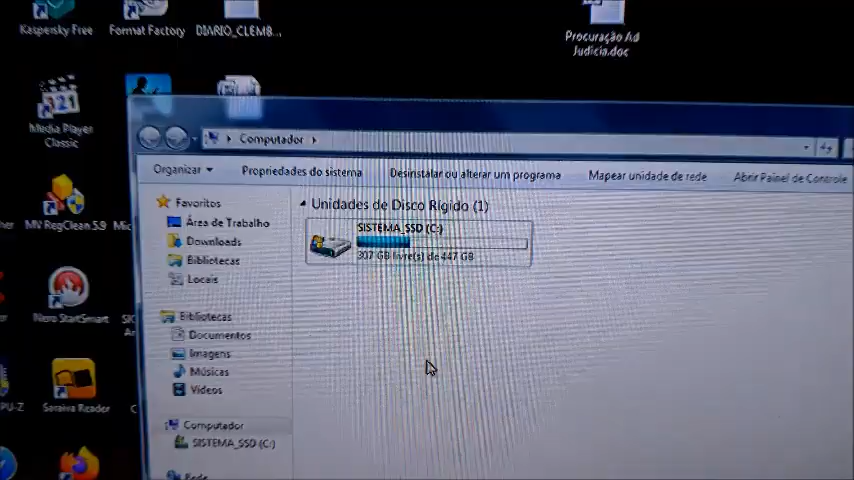 Kaspersky Free
Format Factory
DIARIO_CLEMB...
Procuração Ad
Judicia.doc
Media Player
Classic
Computador
Organizar
Propriedades do sistema
Desinstalar ou alterar um programa
Mapear unidade de rede
Abrir Painel de Controle
MV RegClean 5.9
Favoritos
Área de Trabalho
Downloads
Bibliotecas
Locais
Unidades de Disco Rígido (1)
SISTEMA_SSD (C:)
307 GB livre(s) de 447 GB
Nero StartSmart
Bibliotecas
Documentos
Imagens
Músicas
Vídeos
Saraiva Reader
Computador
SISTEMA_SSD (C:)
Rede